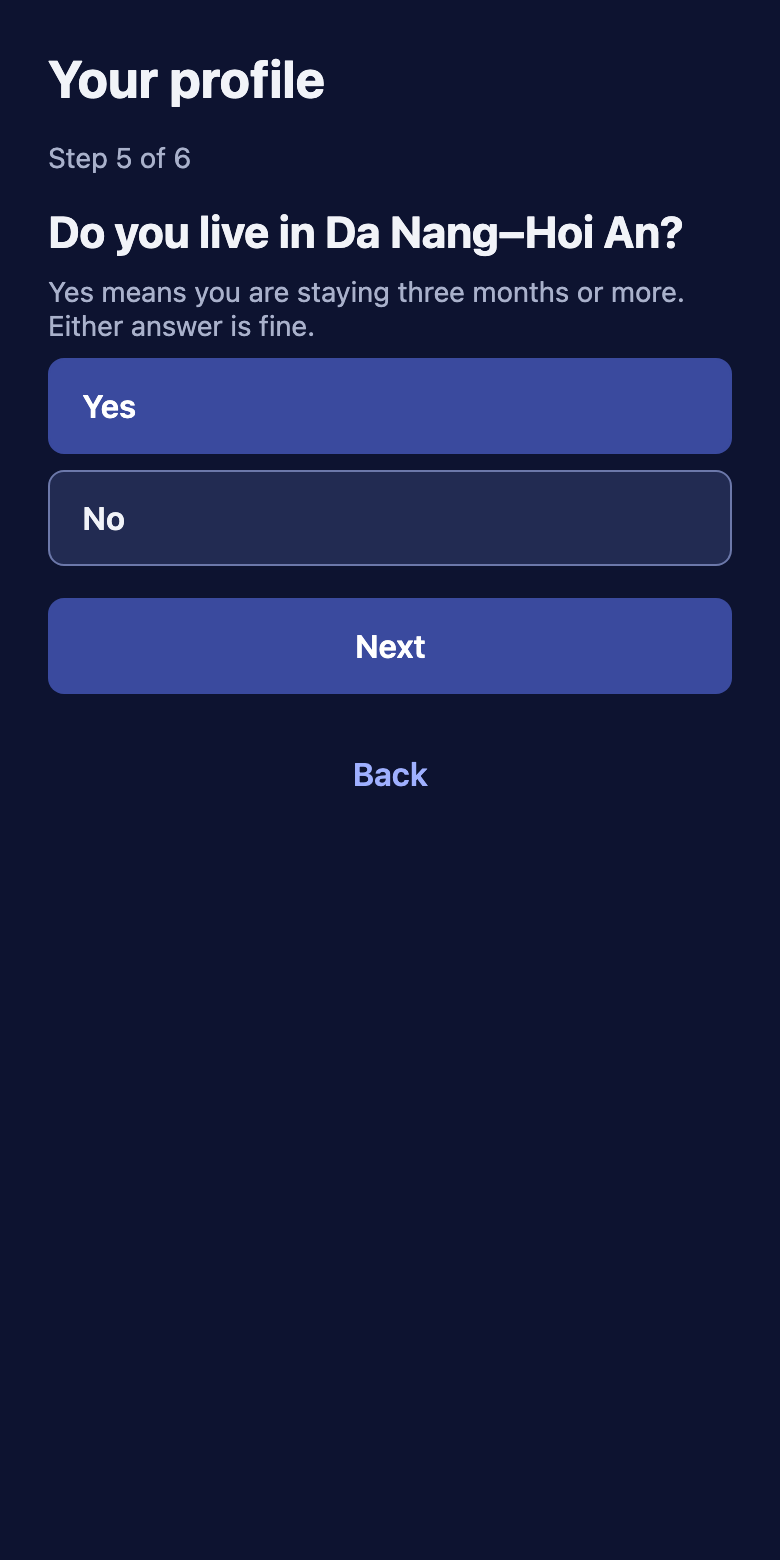 Your profile
Step 5 of 6
Do you live in Da Nang–Hoi An?
Yes means you are staying three months or more.
Either answer is fine.
Yes
No
Next
Back